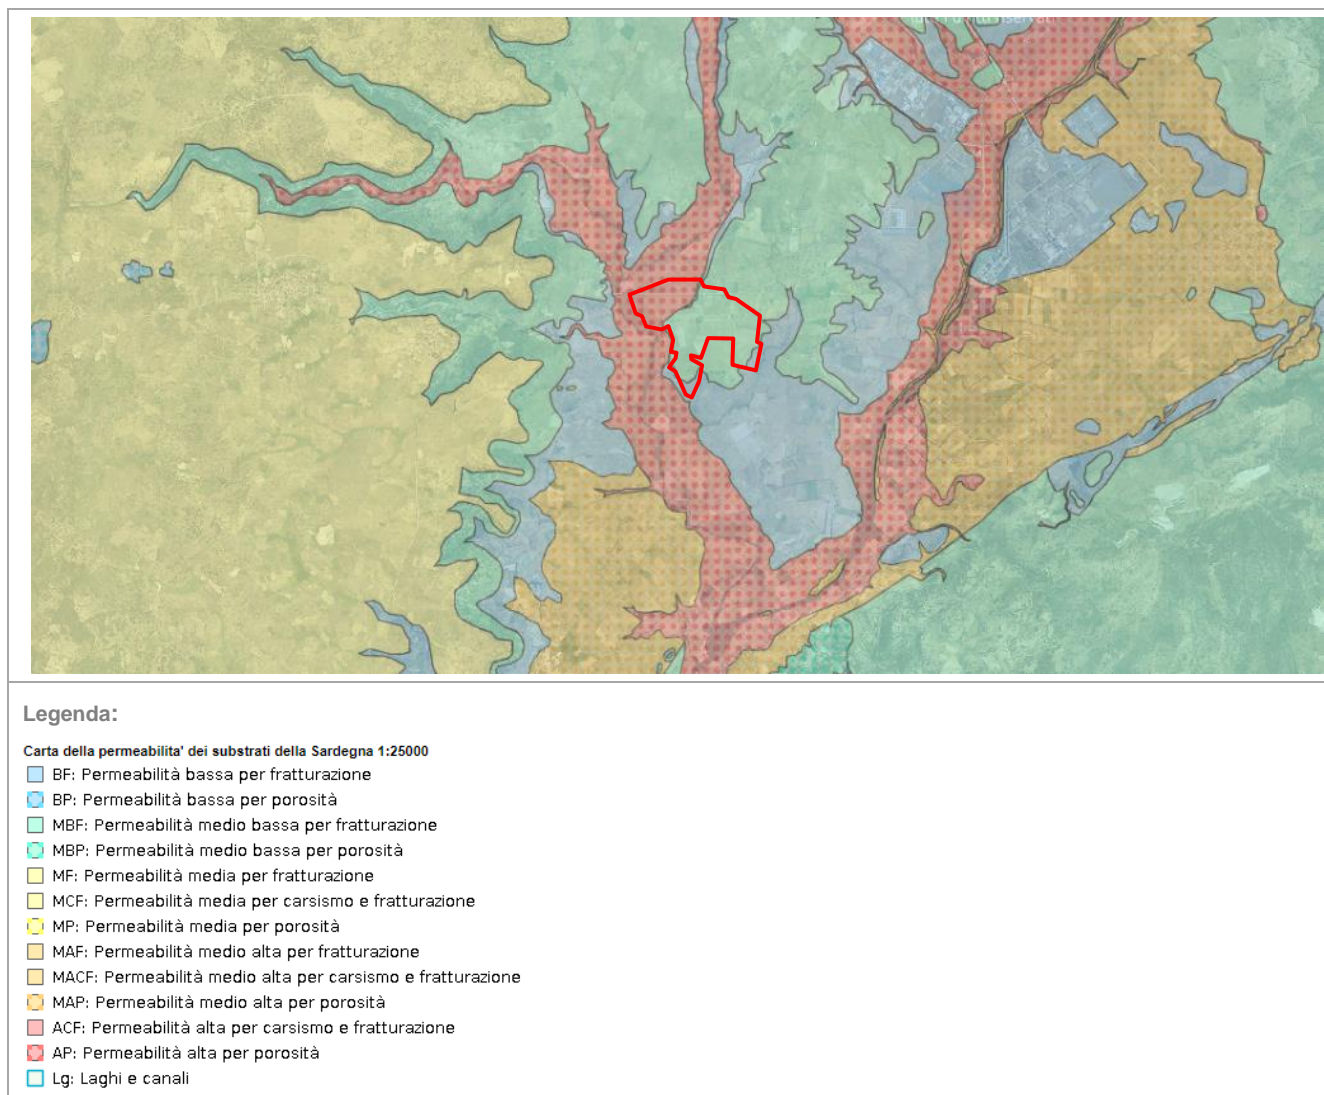 Legenda:
Carta della permeabilita' dei substrati della Sardegna 1:25000
BF: Permeabilità bassa per fratturazione
BP: Permeabilità bassa per porosità
MBF: Permeabilità medio bassa per fratturazione
MBP: Permeabilità medio bassa per porosità
MF: Permeabilità media per fratturazione
MCF: Permeabilità media per carsismo e fratturazione
MP: Permeabilità media per porosità
MAF: Permeabilità medio alta per fratturazione
MACF: Permeabilità medio alta per carsismo e fratturazione
MAP: Permeabilità medio alta per porosità
ACF: Permeabilità alta per carsismo e fratturazione
AP: Permeabilità alta per porosità
Lg: Laghi e canali